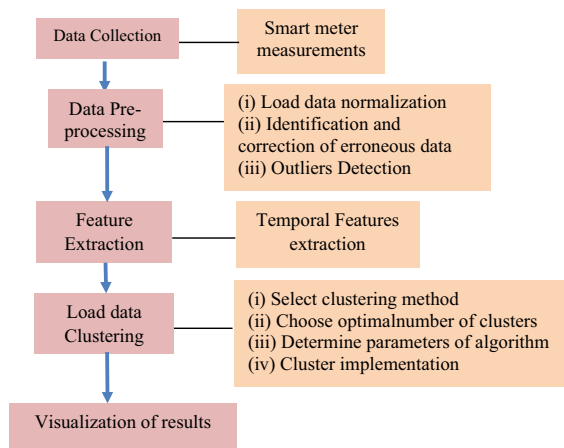 Data Collection
Smart meter
measurements
Data Pre-
processing
(i) Load data normalization
(ii) Identification and
correction of erroneous data
(iii) Outliers Detection
Feature
Extraction
Temporal Features
extraction
Load data
Clustering
(i) Select clustering method
(ii) Choose optimalnumber of clusters
(iii) Determine parameters of algorithm
(iv) Cluster implementation
Visualization of results